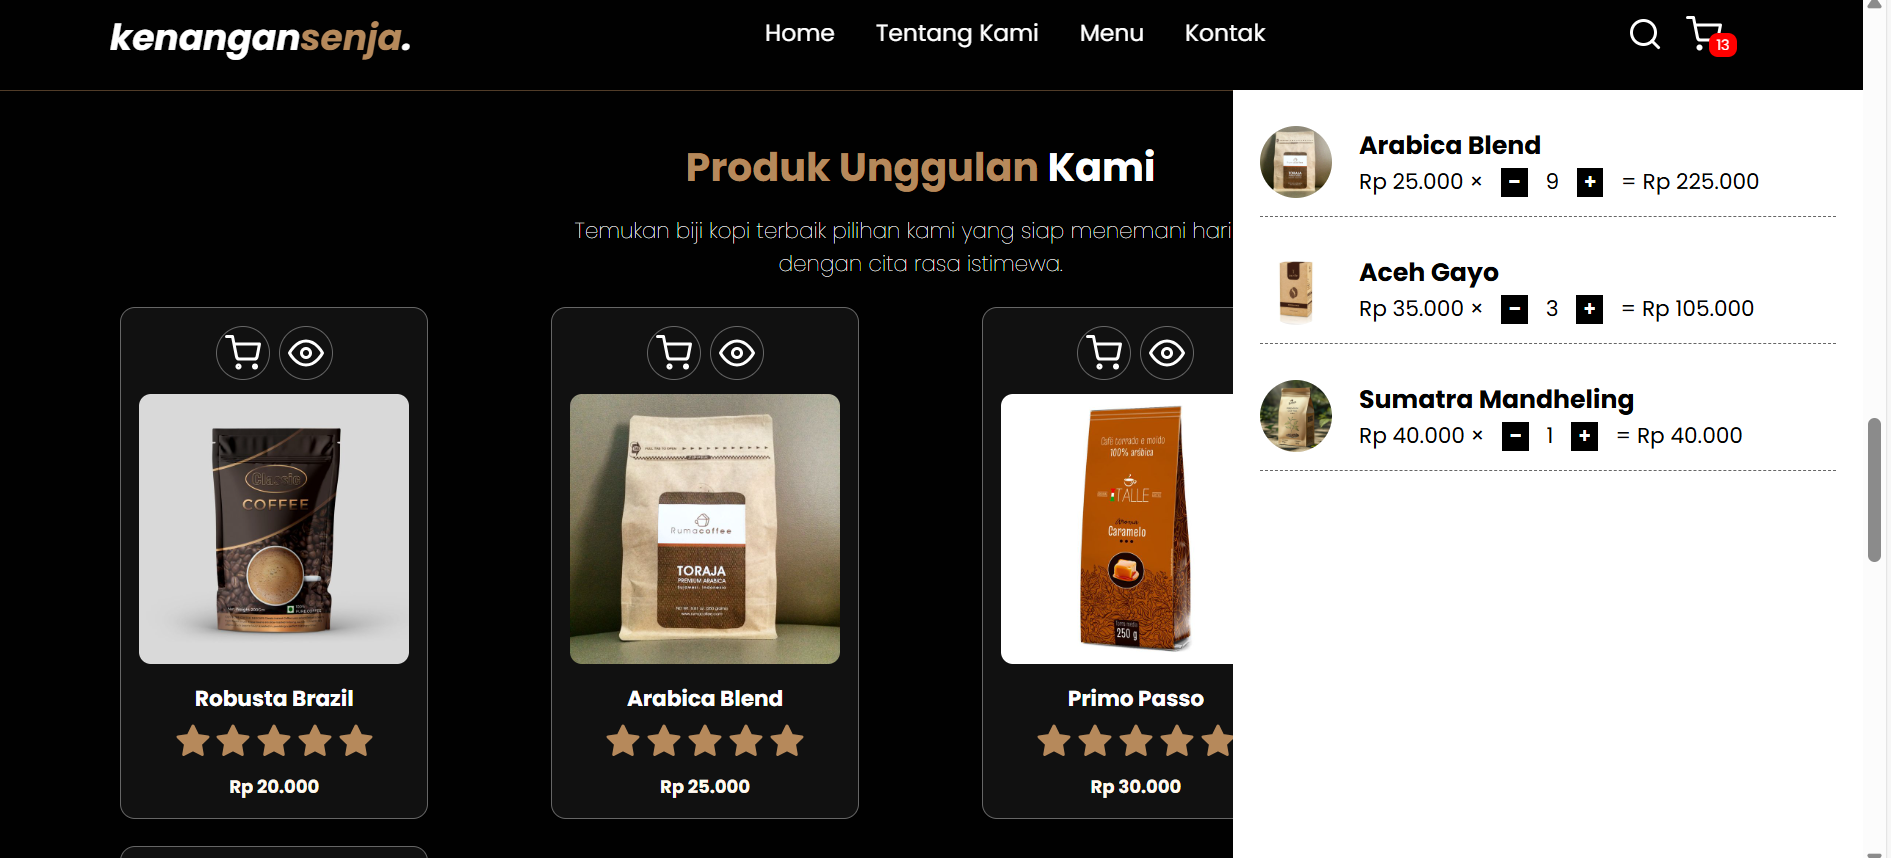 kenangansenja.
Home Tentang Kami Menu Kontak
13
Produk Unggulan Kami
Temukan biji kopi terbaik pilihan kami yang siap menemani hari
dengan cita rasa istimewa.
Classic
COFFEE
Robusta Brazil
Rp 20.000
Rumacoffee
TORAJA
PREMIUM ARABICA
Arabica Blend
Rp 25.000
Café torrado e moído
100% arábica
ITALLE
Aroma
Caramelo
250 g
Primo Passo
Rp 30.000
Arabica Blend
Rp 25.000 × - 9 + = Rp 225.000
Aceh Gayo
Rp 35.000 × - 3 + = Rp 105.000
Sumatra Mandheling
Rp 40.000 × - 1 + = Rp 40.000